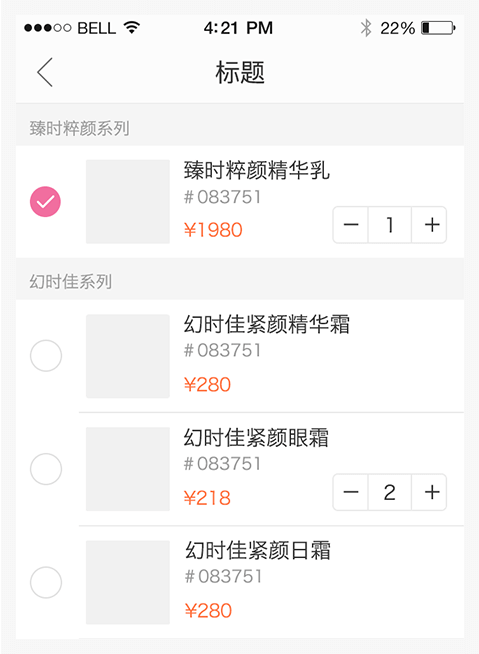 BELL 4:21 PM 22%
标题
臻时粹颜系列
臻时粹颜精华乳
#083751
¥1980
− 1 +
幻时佳系列
幻时佳紧颜精华霜
#083751
¥280
幻时佳紧颜眼霜
#083751
¥218
− 2 +
幻时佳紧颜日霜
#083751
¥280